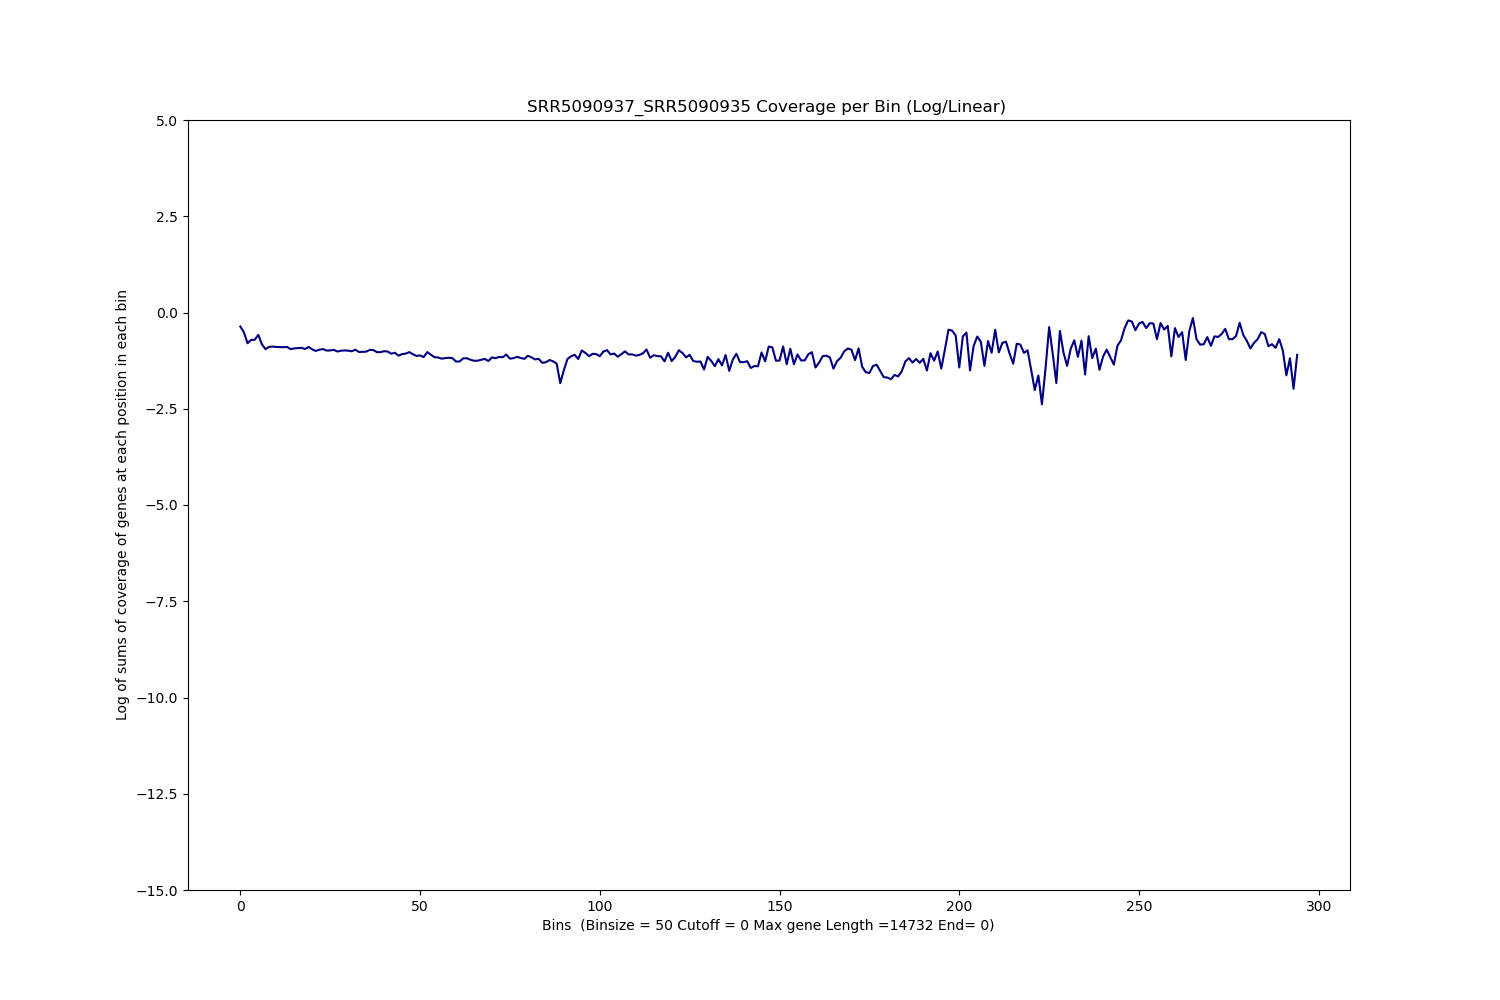 SRR5090937_SRR5090935 Coverage per Bin (Log/Linear)
5.0
2.5
0.0
−2.5
−5.0
−7.5
−10.0
−12.5
−15.0
Log of sums of coverage of genes at each position in each bin
0 50 100 150 200 250 300
Bins  (Binsize = 50 Cutoff = 0 Max gene Length =14732 End= 0)